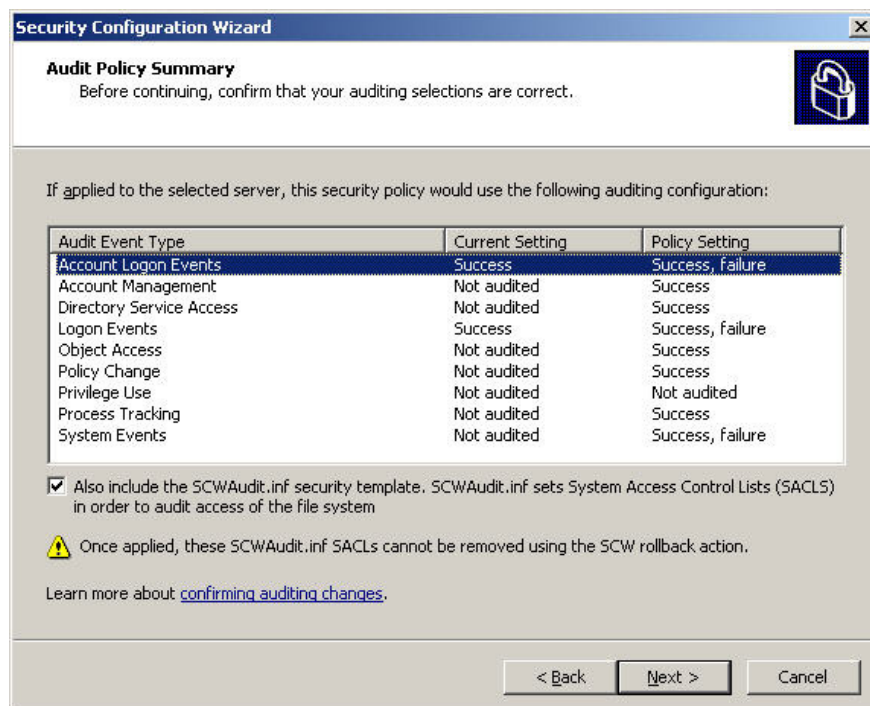 Security Configuration Wizard
Audit Policy Summary
Before continuing, confirm that your auditing selections are correct.
If applied to the selected server, this security policy would use the following auditing configuration:
Audit Event Type Current Setting Policy Setting
Account Logon Events Success Success, failure
Account Management Not audited Success
Directory Service Access Not audited Success
Logon Events Success Success, failure
Object Access Not audited Success
Policy Change Not audited Success
Privilege Use Not audited Not audited
Process Tracking Not audited Success
System Events Not audited Success, failure
Also include the SCWAudit.inf security template. SCWAudit.inf sets System Access Control Lists (SACLS)
in order to audit access of the file system
Once applied, these SCWAudit.inf SACLs cannot be removed using the SCW rollback action.
Learn more about confirming auditing changes.
< Back Next > Cancel